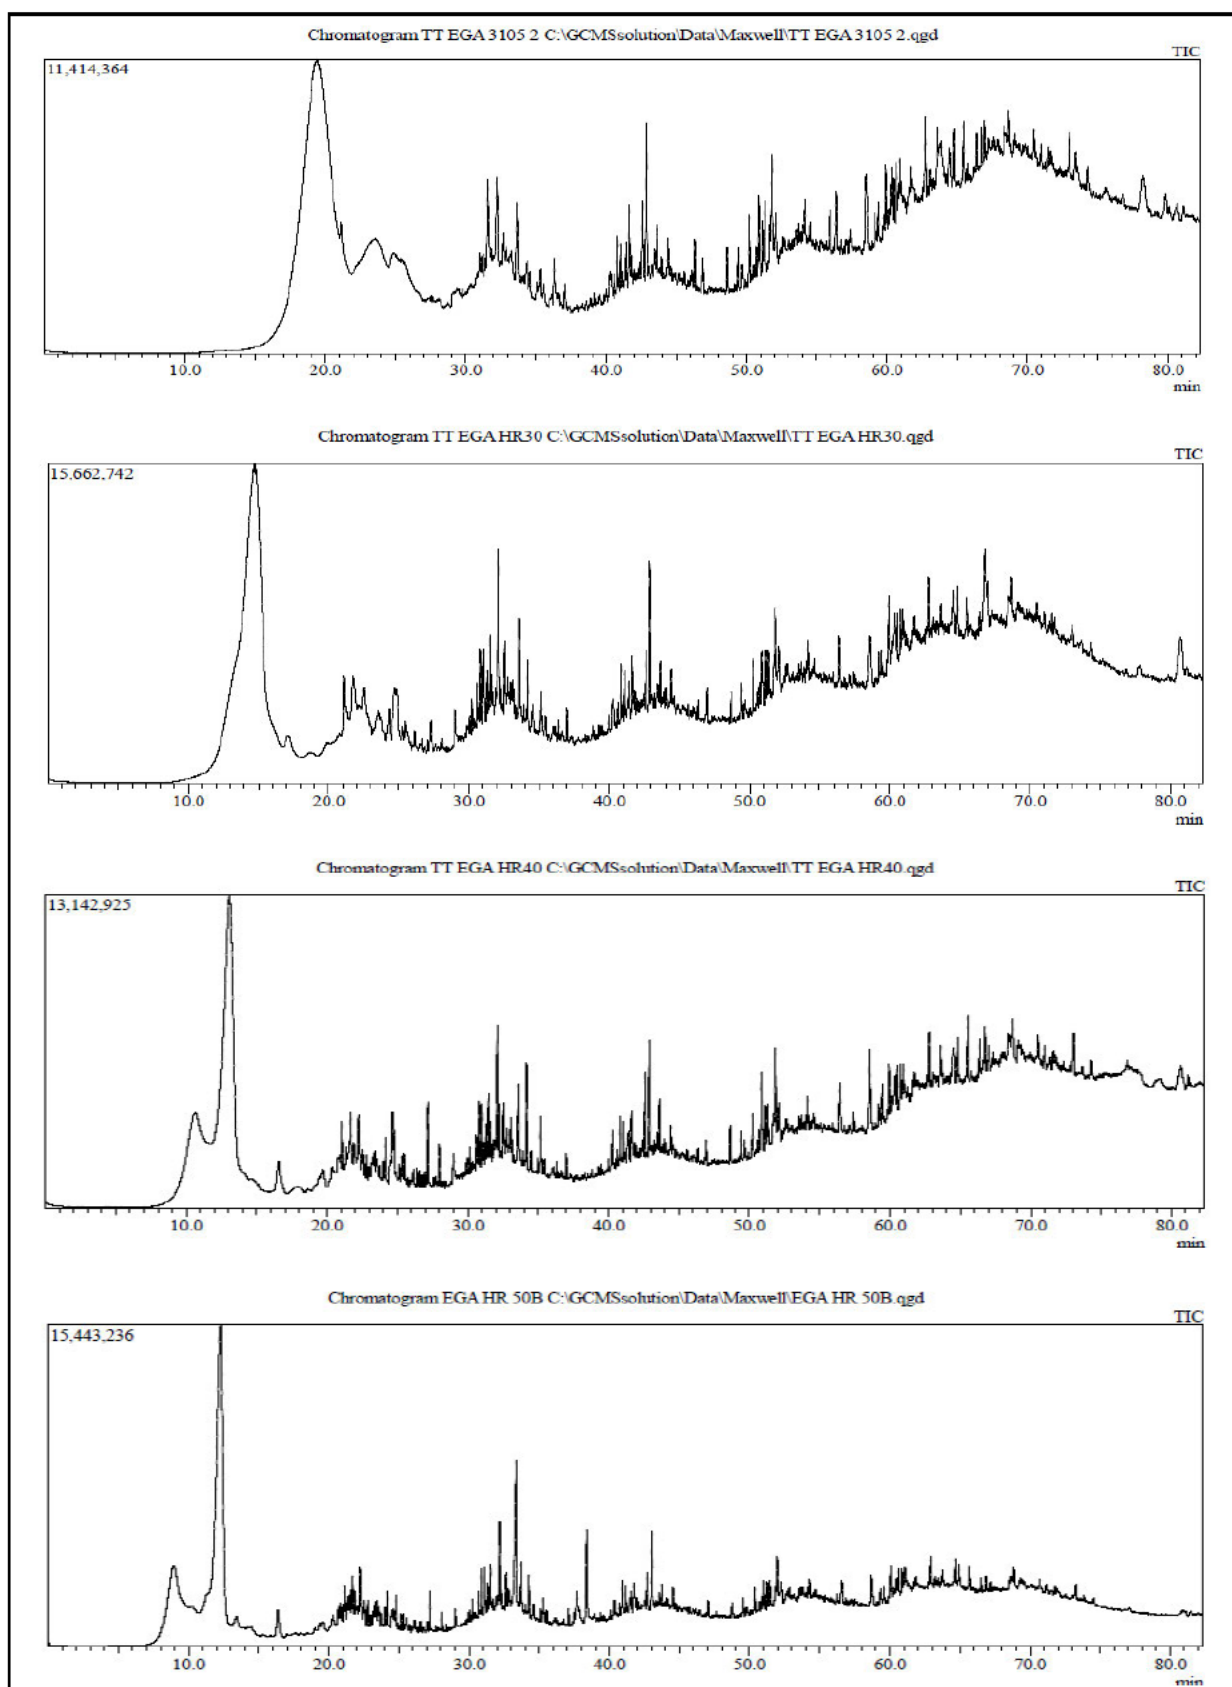 Chromatogram TT EGA 3105 2 C:\GCMSsolution\Data\Maxwell\TT EGA 3105 2.qgd
TIC
11,414,364
10.0 20.0 30.0 40.0 50.0 60.0 70.0 80.0
min
Chromatogram TT EGA HR30 C:\GCMSsolution\Data\Maxwell\TT EGA HR30.qgd
TIC
15,662,742
10.0 20.0 30.0 40.0 50.0 60.0 70.0 80.0
min
Chromatogram TT EGA HR40 C:\GCMSsolution\Data\Maxwell\TT EGA HR40.qgd
TIC
13,142,925
10.0 20.0 30.0 40.0 50.0 60.0 70.0 80.0
min
Chromatogram EGA HR 50B C:\GCMSsolution\Data\Maxwell\EGA HR 50B.qgd
TIC
15,443,236
10.0 20.0 30.0 40.0 50.0 60.0 70.0 80.0
min